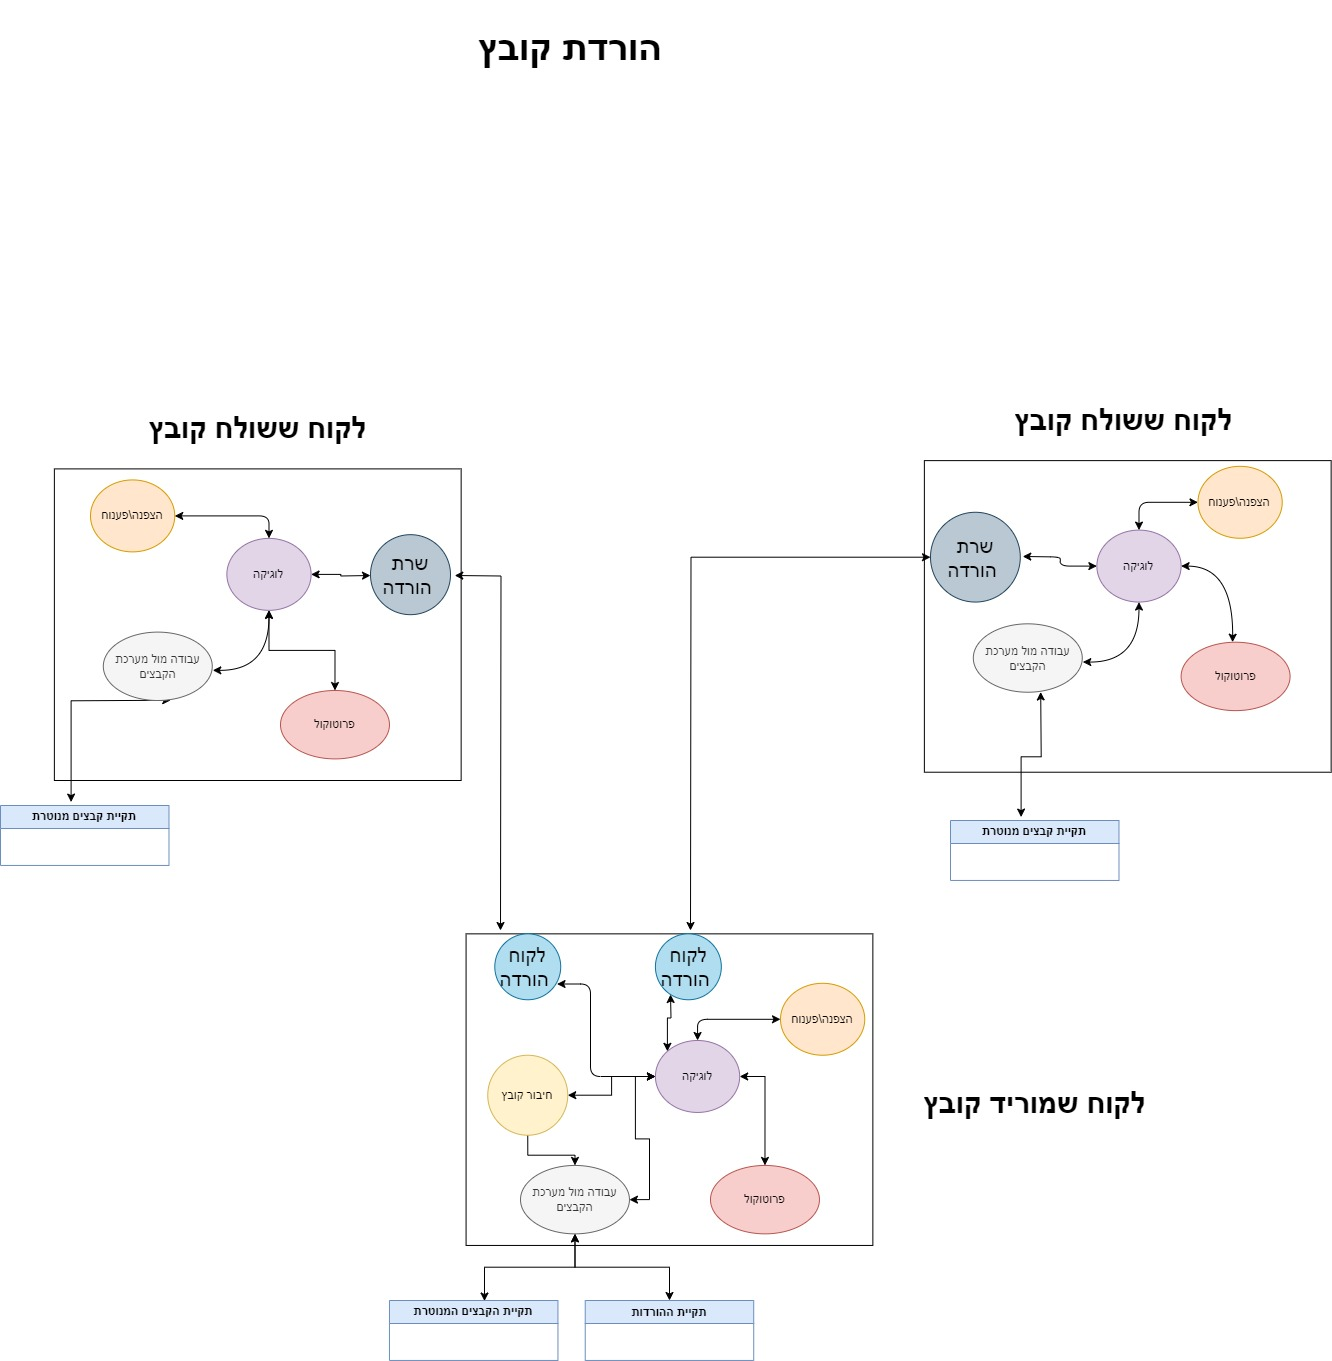 הורדת קובץ
לקוח ששולח קובץ
הצפנה\פענוח
לוגיקה
שרת
הורדה
עבודה מול מערכת
הקבצים
פרוטוקול
תקיית קבצים מנוטרת
לקוח ששולח קובץ
הצפנה\פענוח
שרת
הורדה
לוגיקה
עבודה מול מערכת
הקבצים
פרוטוקול
תקיית קבצים מנוטרת
לקוח
הורדה
לקוח
הורדה
הצפנה\פענוח
לוגיקה
חיבור קובץ
לקוח שמוריד קובץ
עבודה מול מערכת
הקבצים
פרוטוקול
תקיית הקבצים המנוטרת
תקיית ההורדות